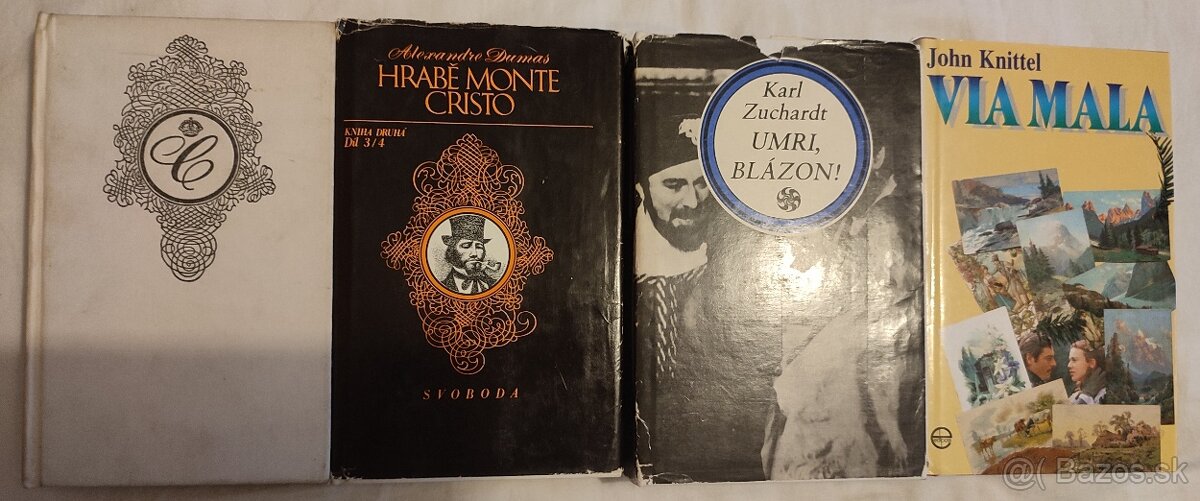 C
Alexandre Dumas
HRABĚ MONTE
CRISTO
KNIHA DRUHÁ
Díl 3/4
SVOBODA
Karl
Zuchardt
UMRI,
BLÁZON!
John Knittel
VIA MALA
@( Bazos.sk